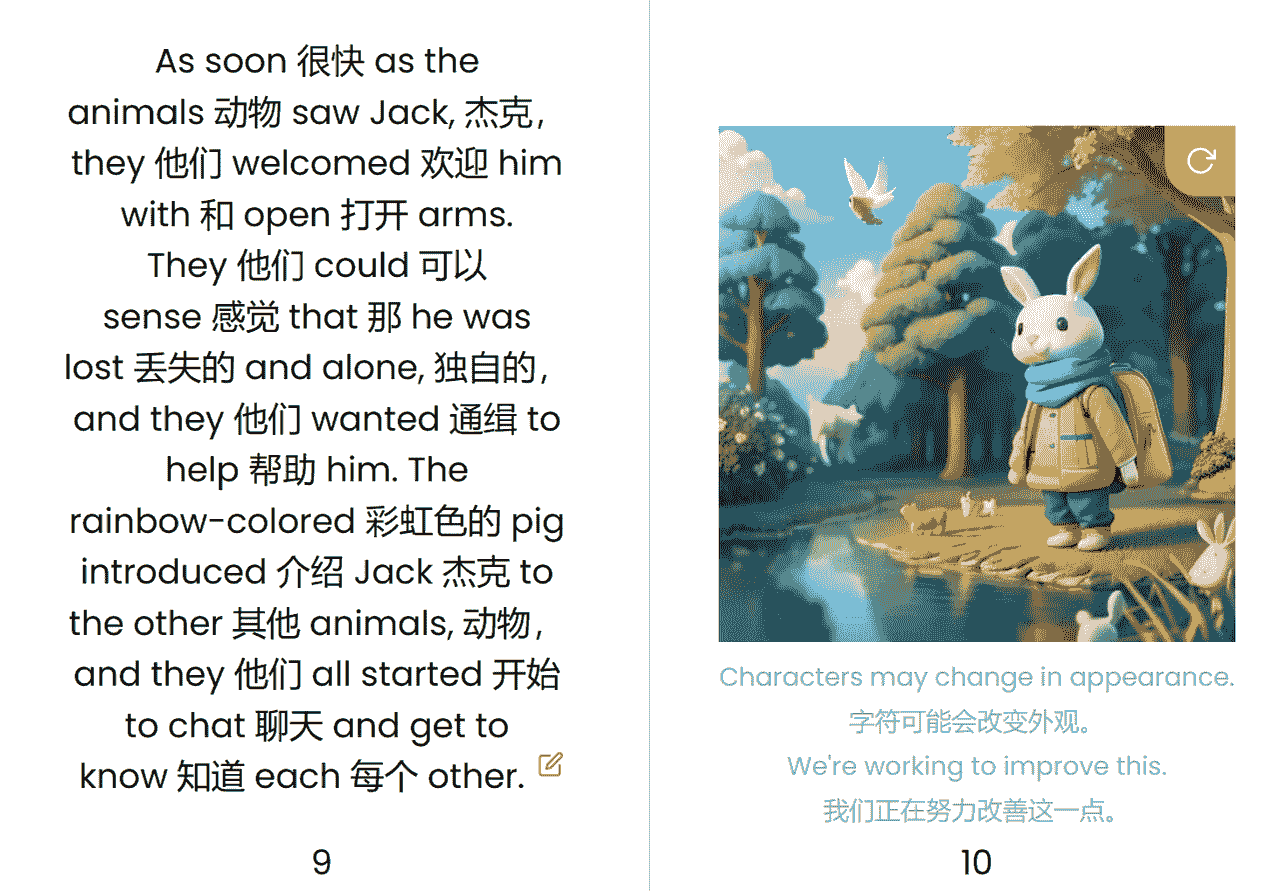 As soon 很快 as the
animals 动物 saw Jack, 杰克，
they 他们 welcomed 欢迎 him
with 和 open 打开 arms.
They 他们 could 可以
sense 感觉 that 那 he was
lost 丢失的 and alone, 独自的，
and they 他们 wanted 通缉 to
help 帮助 him. The
rainbow-colored 彩虹色的 pig
introduced 介绍 Jack 杰克 to
the other 其他 animals, 动物，
and they 他们 all started 开始
to chat 聊天 and get to
know 知道 each 每个 other.
9
Characters may change in appearance.
字符可能会改变外观。
We're working to improve this.
我们正在努力改善这一点。
10